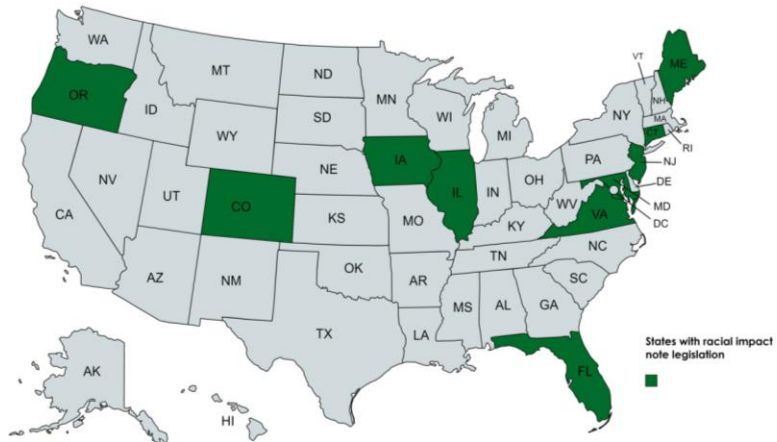 WA
MT
ND
MN
VT
ME
OR
ID
SD
WI
NY
NH
MA
WY
MI
CT
RI
IA
PA
NJ
NE
NV
UT
CO
IL
IN
OH
DE
MD
WV
VA
DC
CA
KS
MO
KY
NC
TN
OK
AZ
NM
AR
SC
MS
AL
GA
TX
LA
States with racial impact
note legislation
FL
AK
HI